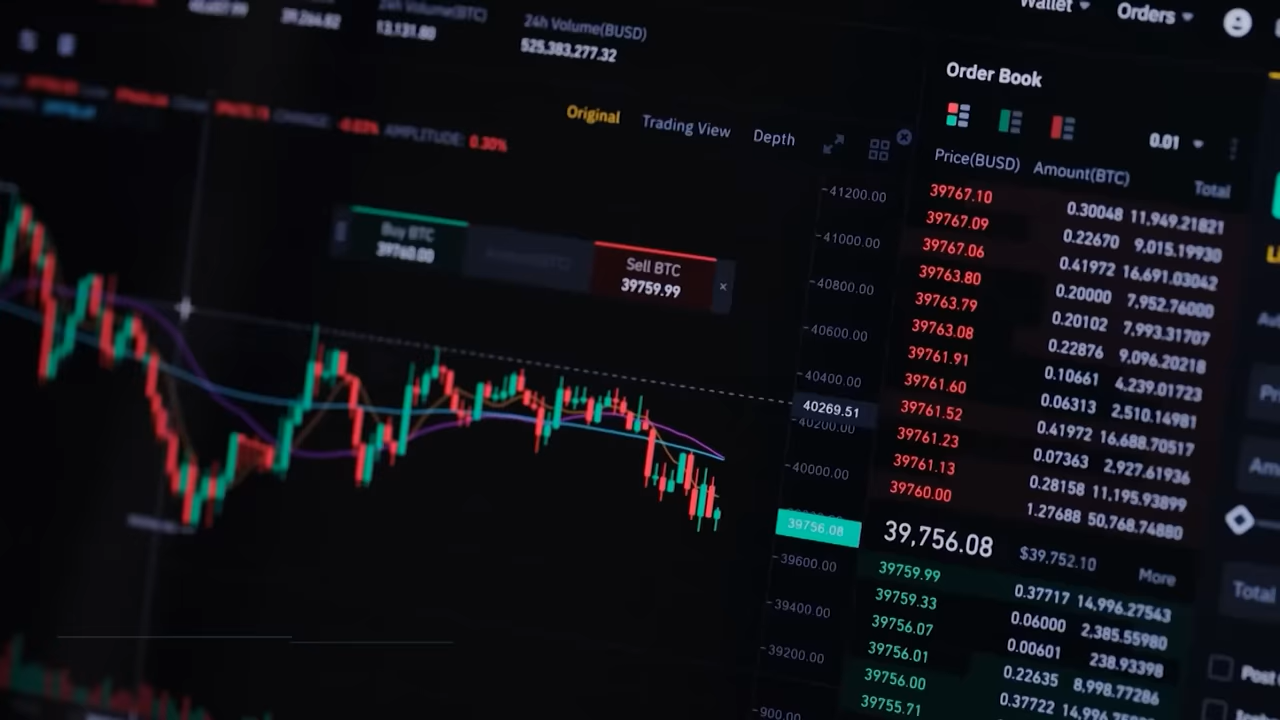 Wallet
Orders
24h Volume(BTC)
13,131.80
24h Volume(BUSD)
525,383,277.32
CHANGE: -0.03% AMPLITUDE: 0.30%
Original Trading View Depth
Buy BTC
39760.00
Sell BTC
39759.99
×
41200.00
41000.00
40800.00
40600.00
40400.00
40269.51
40200.00
40000.00
39756.08
39600.00
39400.00
39200.00
Order Book
0.01
Price(BUSD) Amount(BTC) Total
39767.10 0.30048 11,949.21821
39767.09 0.22670 9,015.19930
39767.06 0.41972 16,691.03042
39763.80 0.20000 7,952.76000
39763.79 0.20102 7,993.31707
39763.08 0.22876 9,096.20218
39761.91 0.10661 4,239.01723
39761.60 0.06313 2,510.14981
39761.52 0.41972 16,688.70517
39761.23 0.07363 2,927.61936
39761.13 0.28158 11,195.93899
39760.00 1.27688 50,768.74880
39,756.08 $39,752.10 More
39759.99 0.37717 14,996.27543
39759.33 0.06000 2,385.55980
39756.07 0.00601 238.93398
39756.01 0.22635 8,998.77286
39756.00 0.37722
39755.71
Total
Post